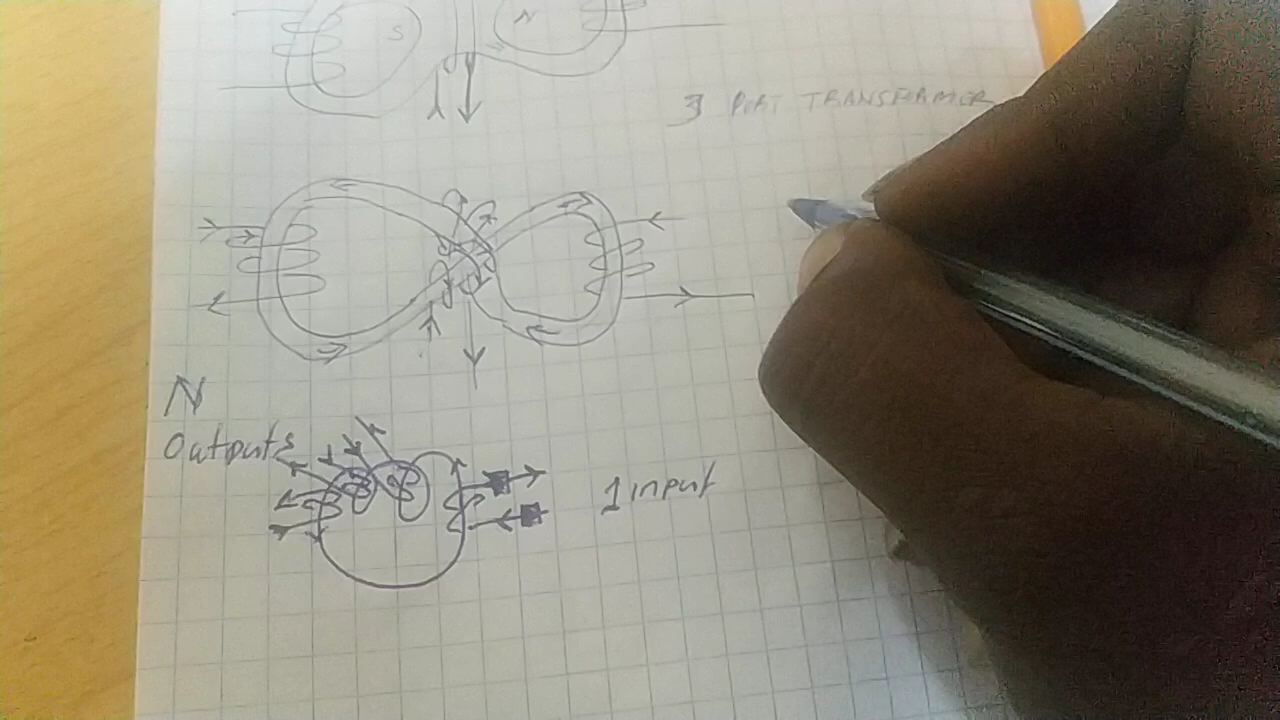 S
N
3 PORT TRANSFORMER
N
Outputs
1 input